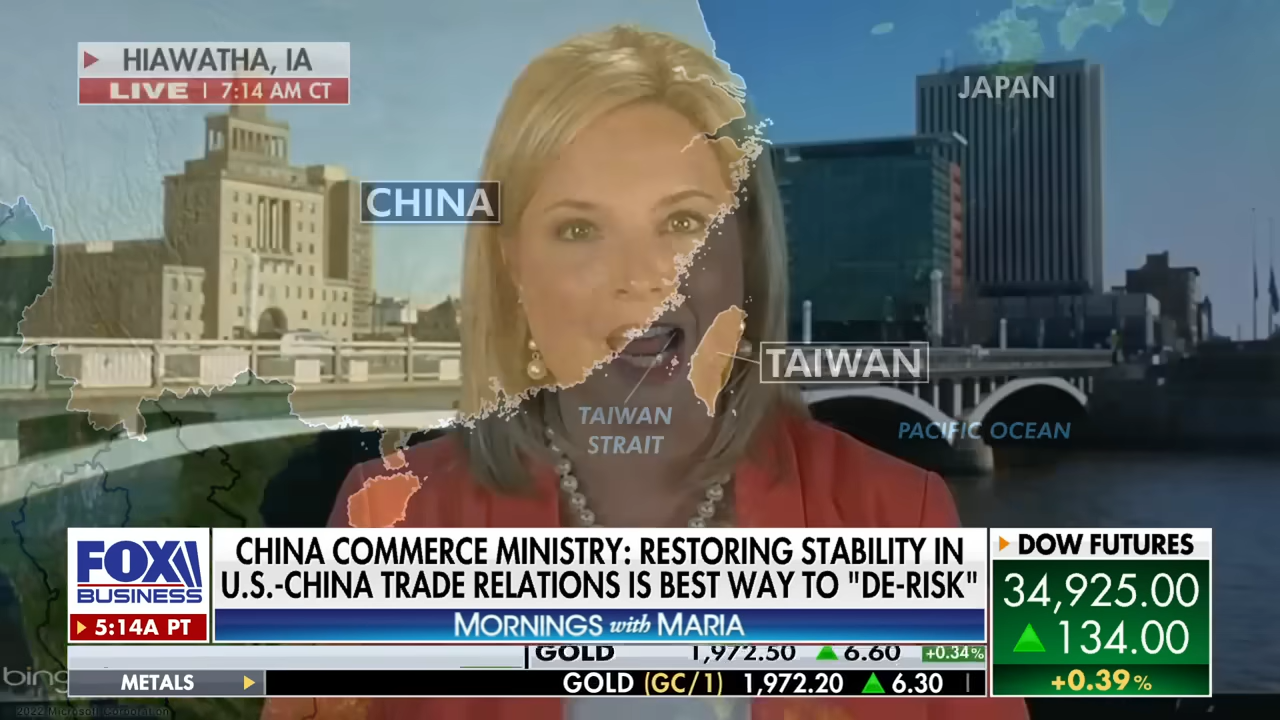 HIAWATHA, IA
LIVE | 7:14 AM CT
JAPAN
CHINA
TAIWAN
TAIWAN
STRAIT
PACIFIC OCEAN
FOX
BUSINESS
5:14A PT
CHINA COMMERCE MINISTRY: RESTORING STABILITY IN
U.S.-CHINA TRADE RELATIONS IS BEST WAY TO "DE-RISK"
MORNINGS with MARIA
DOW FUTURES
34,925.00
134.00
+0.39%
GOLD 1,972.50 6.60 +0.34%
METALS
GOLD (GC/1) 1,972.20 6.30
bing
2022 Microsoft Corporation